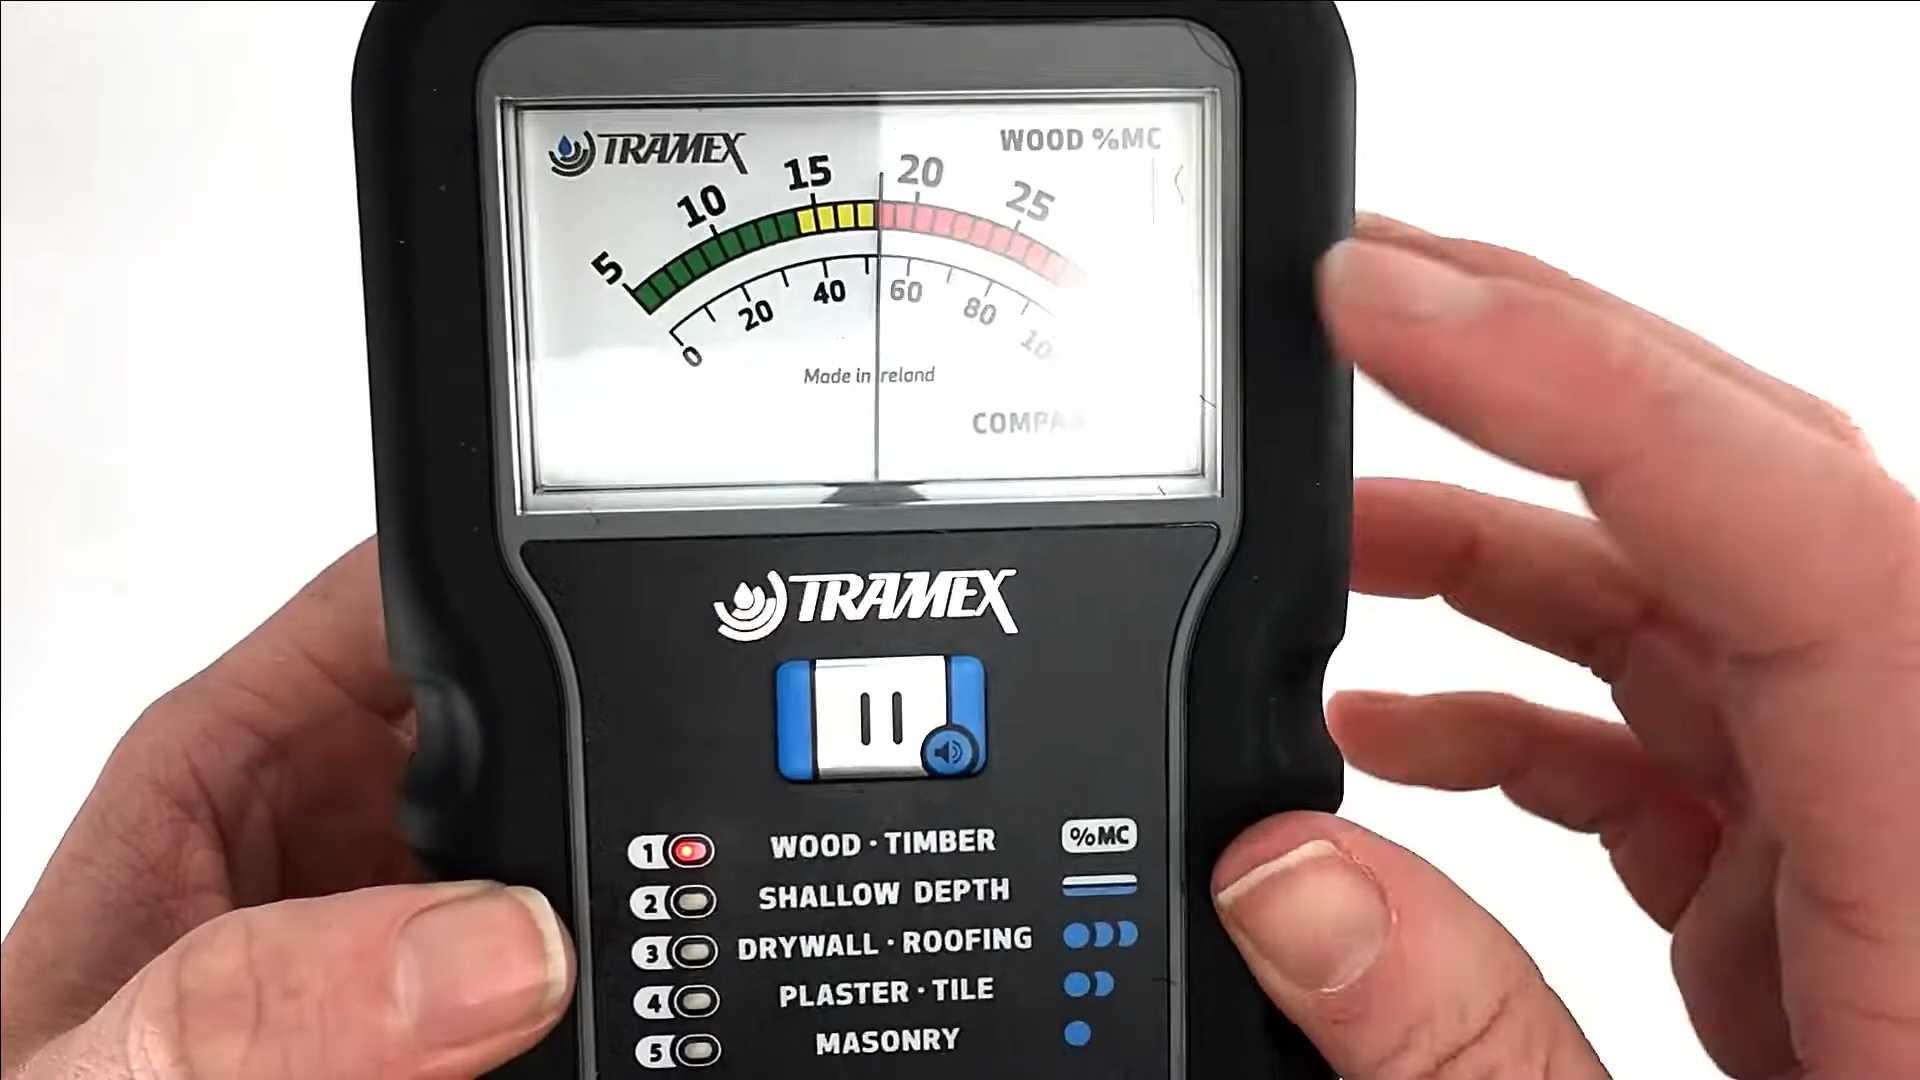 TRAMEX
WOOD %MC
5 10 15 20 25
0 20 40 60 80
Made in Ireland
TRAMEX
1 WOOD · TIMBER %MC
2 SHALLOW DEPTH
3 DRYWALL · ROOFING
4 PLASTER · TILE
5 MASONRY